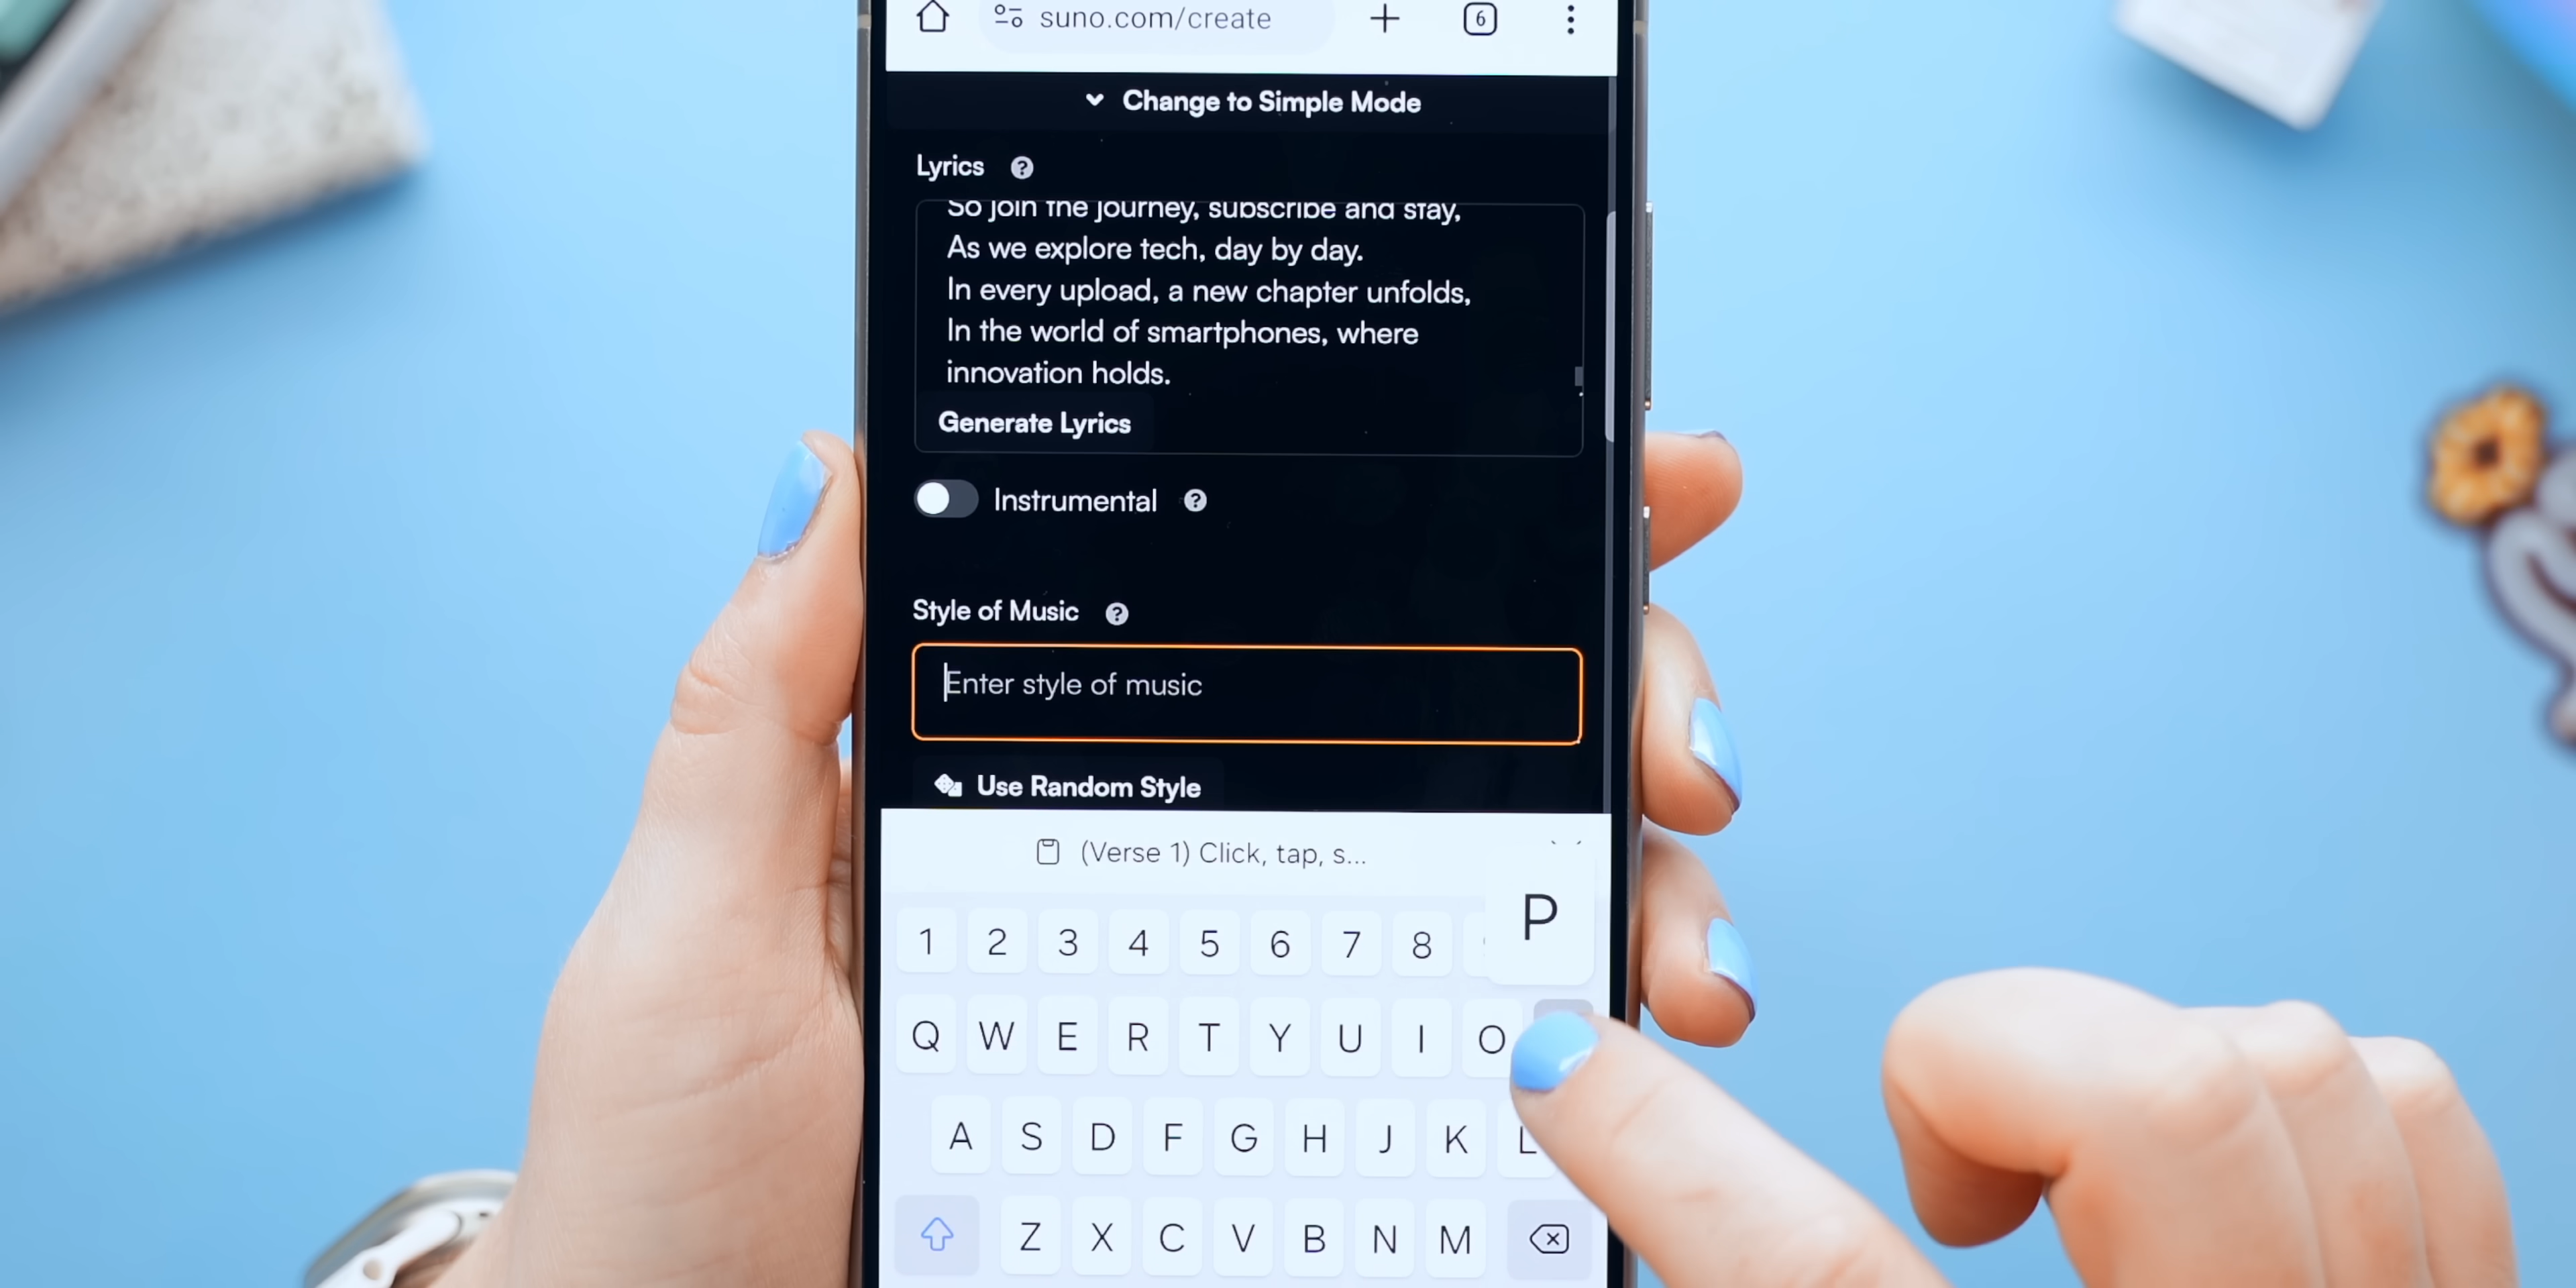 suno.com/create
6
Change to Simple Mode
Lyrics ?
So join the journey, subscribe and stay,
As we explore tech, day by day.
In every upload, a new chapter unfolds,
In the world of smartphones, where
innovation holds.
Generate Lyrics
Instrumental ?
Style of Music ?
Enter style of music
Use Random Style
(Verse 1) Click, tap, s...
P
1 2 3 4 5 6 7 8
Q W E R T Y U I O
A S D F G H J K L
Z X C V B N M